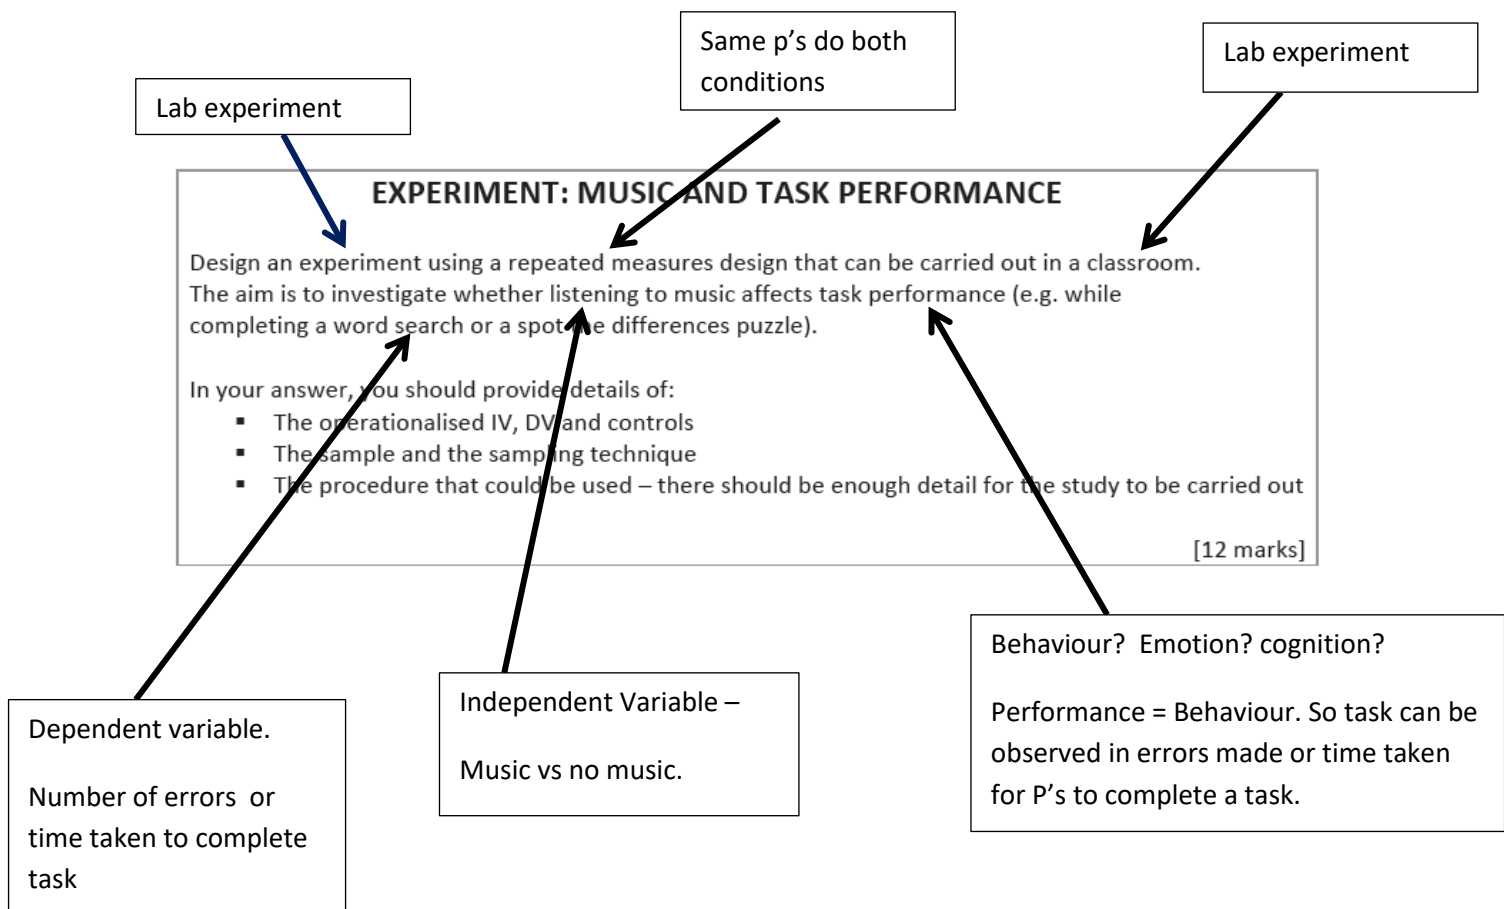 Same p’s do both
conditions
Lab experiment
Lab experiment
EXPERIMENT: MUSIC AND TASK PERFORMANCE
Design an experiment using a repeated measures design that can be carried out in a classroom.
The aim is to investigate whether listening to music affects task performance (e.g. while
completing a word search or a spot the differences puzzle).
In your answer, you should provide details of:
▪ The operationalised IV, DV and controls
▪ The sample and the sampling technique
▪ The procedure that could be used – there should be enough detail for the study to be carried out
[12 marks]
Dependent variable.
Number of errors or
time taken to complete
task
Independent Variable –
Music vs no music.
Behaviour? Emotion? cognition?
Performance = Behaviour. So task can be
observed in errors made or time taken
for P’s to complete a task.